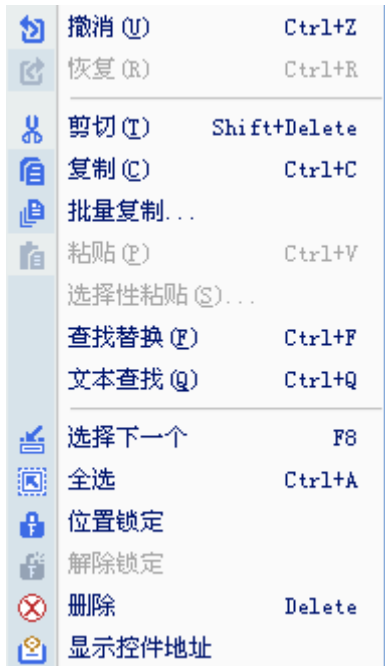 撤消(U) Ctrl+Z
恢复(R) Ctrl+R
剪切(T) Shift+Delete
复制(C) Ctrl+C
批量复制...
粘贴(P) Ctrl+V
选择性粘贴(S)...
查找替换(F) Ctrl+F
文本查找(Q) Ctrl+Q
选择下一个 F8
全选 Ctrl+A
位置锁定
解除锁定
删除 Delete
显示控件地址